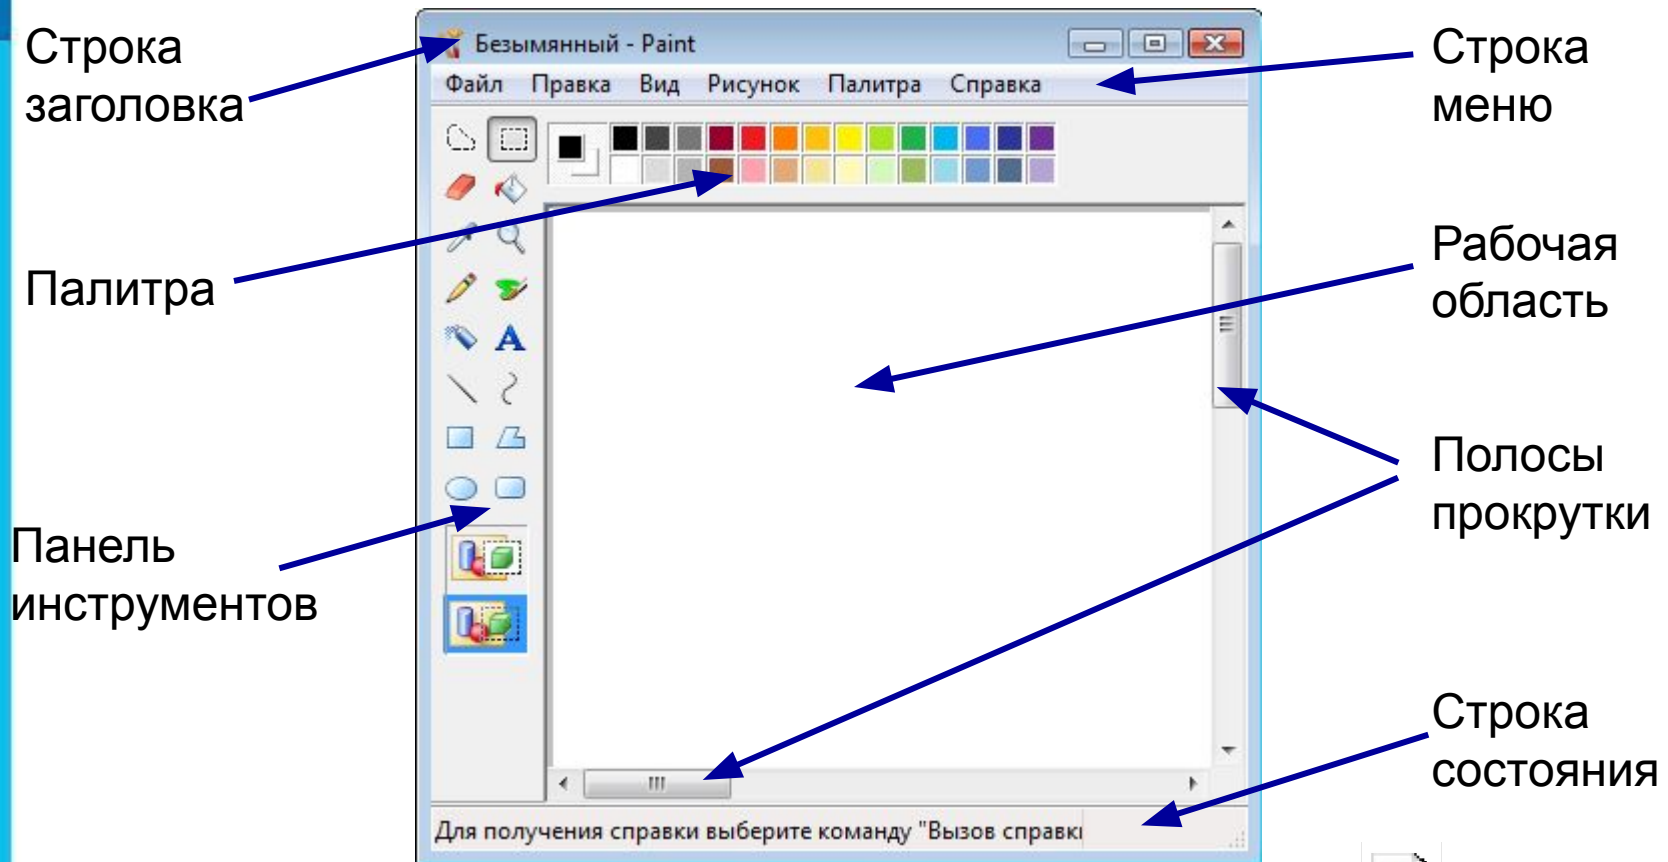 Строка
заголовка
Безымянный - Paint
Файл Правка Вид Рисунок Палитра Справка
Строка
меню
Палитра
A
Рабочая
область
Полосы
прокрутки
Панель
инструментов
Строка
состояния
Для получения справки выберите команду "Вызов справки